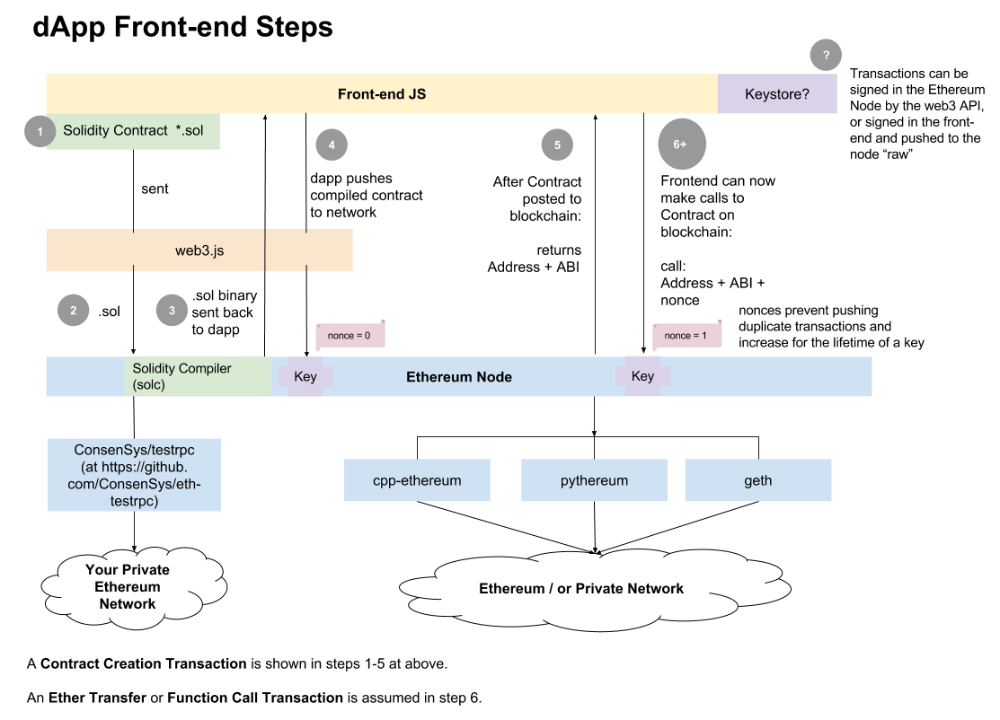 dApp Front-end Steps
?
Front-end JS
Keystore?
Transactions can be
signed in the Ethereum
Node by the web3 API,
or signed in the front-
end and pushed to the
node “raw”
1
Solidity Contract *.sol
4
5
6+
sent
dapp pushes
compiled contract
to network
After Contract
posted to
blockchain:
returns
Address + ABI
Frontend can now
make calls to
Contract on
blockchain:
call:
Address + ABI +
nonce
web3.js
2
.sol
3
.sol binary
sent back
to dapp
nonce = 0
nonce = 1
nonces prevent pushing
duplicate transactions and
increase for the lifetime of a key
Solidity Compiler
(solc)
Key
Ethereum Node
Key
ConsenSys/testrpc
(at https://github.
com/ConsenSys/eth-
testrpc)
cpp-ethereum
pythereum
geth
Your Private
Ethereum
Network
Ethereum / or Private Network
A Contract Creation Transaction is shown in steps 1-5 at above.
An Ether Transfer or Function Call Transaction is assumed in step 6.